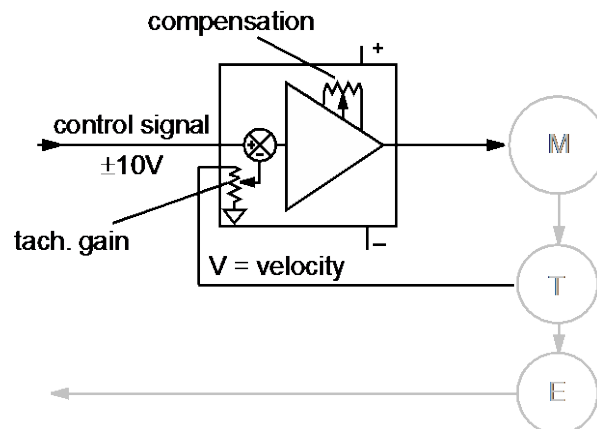 compensation
+
control signal
+
-
±10V
M
tach. gain
−
V = velocity
T
E